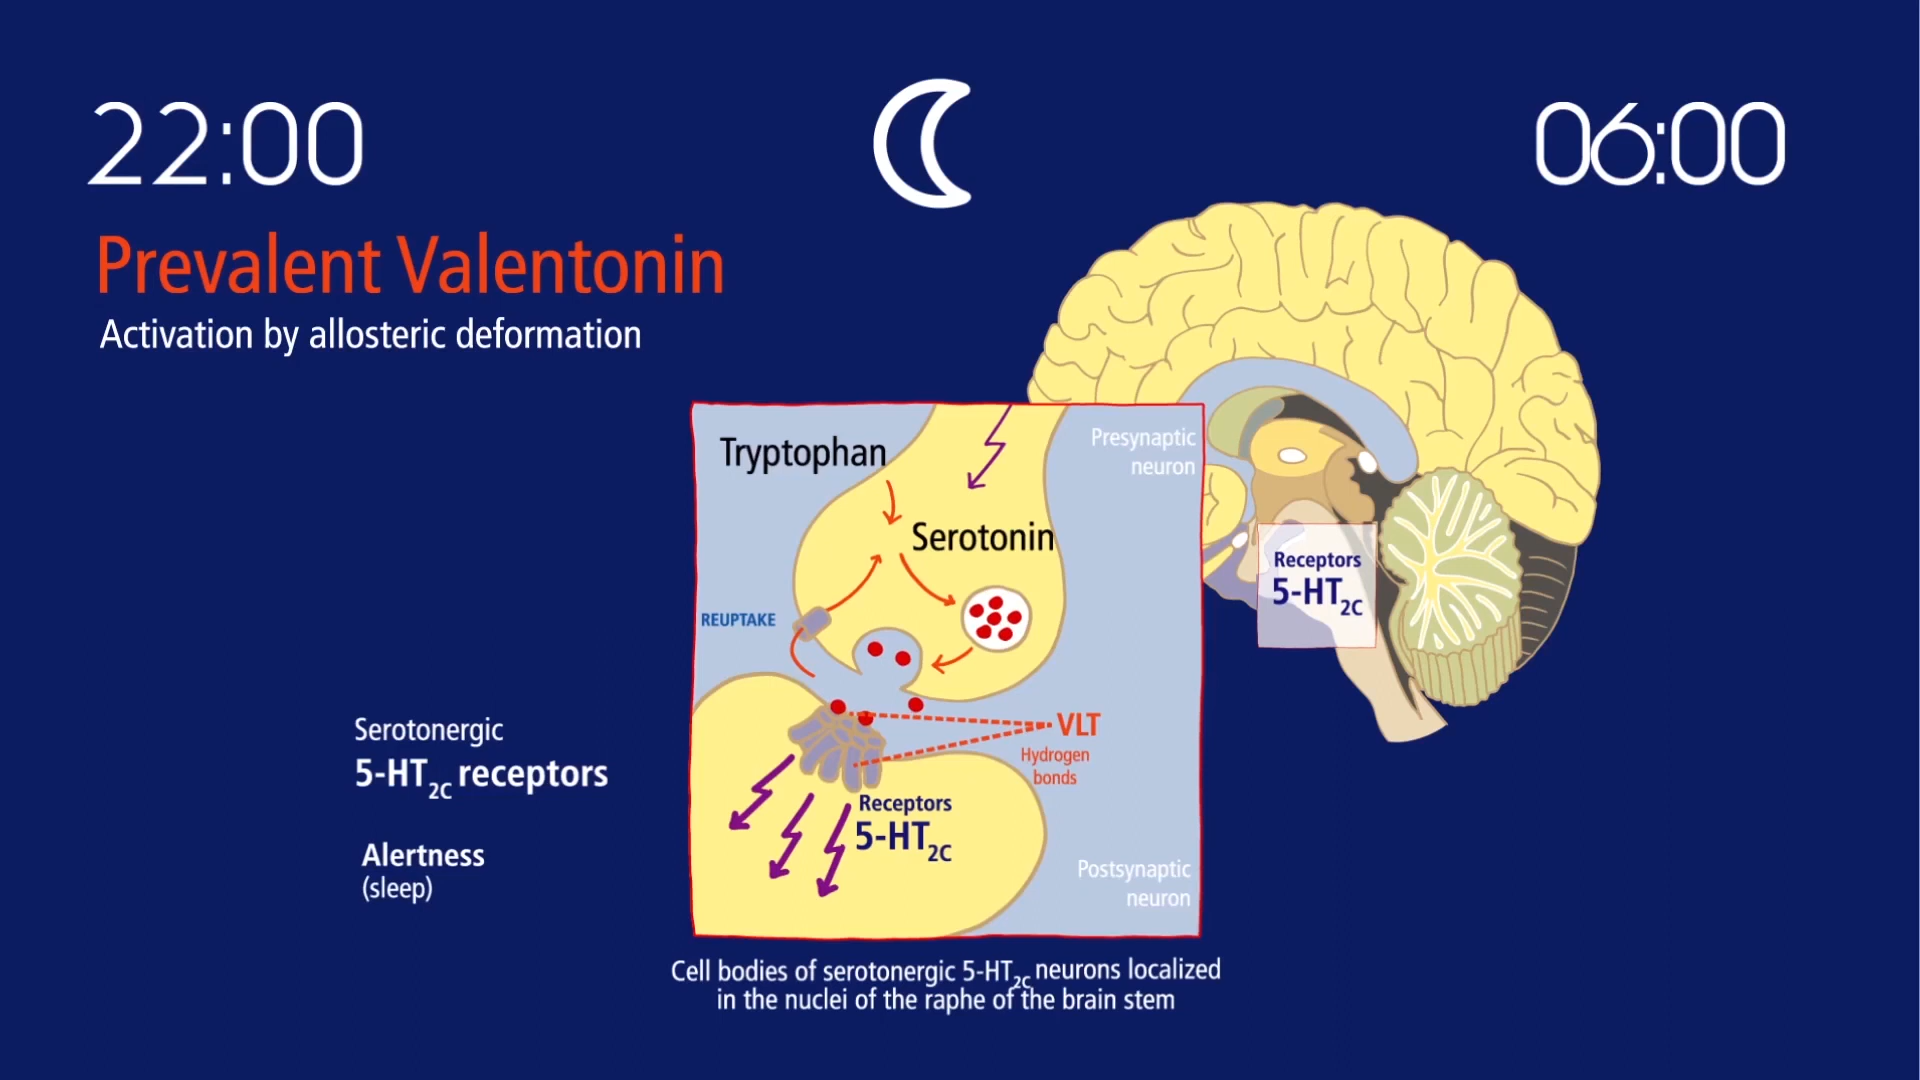 22:00
06:00
Prevalent Valentonin
Activation by allosteric deformation
Tryptophan
Presynaptic
neuron
Serotonin
REUPTAKE
Receptors
5-HT2C
VLT
Hydrogen
bonds
Receptors
5-HT2C
Postsynaptic
neuron
Serotonergic
5-HT2C receptors
Alertness
(sleep)
Cell bodies of serotonergic 5-HT2C neurons localized
in the nuclei of the raphe of the brain stem